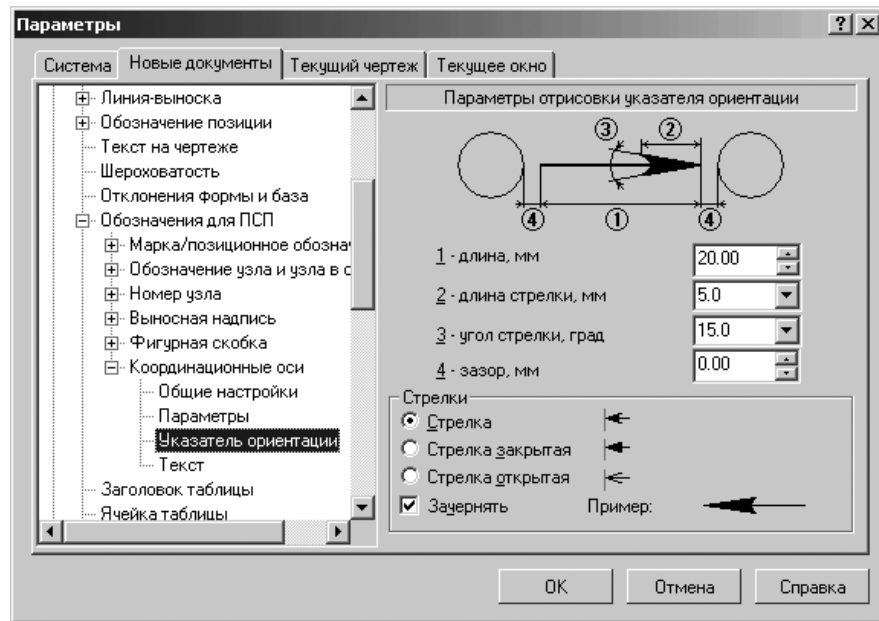 Параметры
Система
Новые документы
Текущий чертеж
Текущее окно
Линия-выноска
Обозначение позиции
Текст на чертеже
Шероховатость
Отклонения формы и база
Обозначения для ПСП
Марка/позиционное обозна
Обозначение узла и узла в с
Номер узла
Выносная надпись
Фигурная скобка
Координационные оси
Общие настройки
Параметры
Указатель ориентации
Текст
Заголовок таблицы
Ячейка таблицы
Параметры отрисовки указателя ориентации
3 2
4 1 4
1 - длина, мм 20.00
2 - длина стрелки, мм 5.0
3 - угол стрелки, град 15.0
4 - зазор, мм 0.00
Стрелки
Стрелка
Стрелка закрытая
Стрелка открытая
Зачернять Пример:
OK Отмена Справка